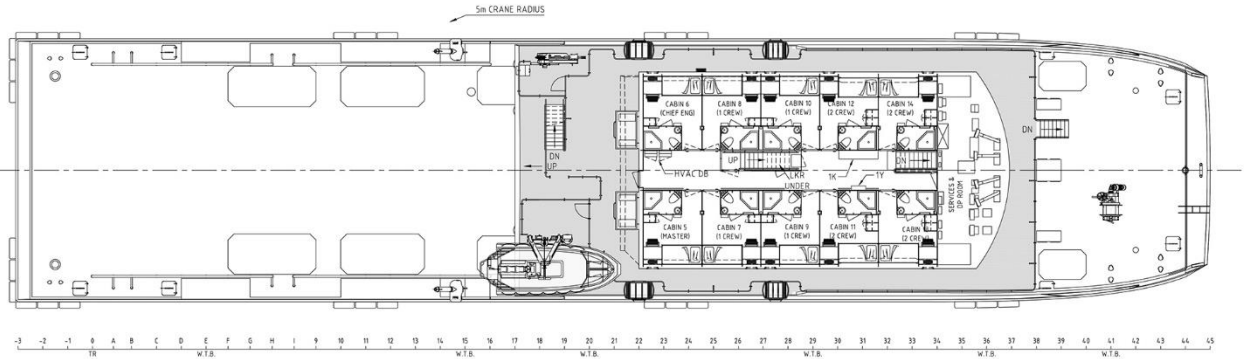 5m CRANE RADIUS
CABIN 6
(CHIEF ENG)
CABIN 8
(1 CREW)
CABIN 10
(1 CREW)
CABIN 12
(2 CREW)
CABIN 14
(2 CREW)
DN
UP
DN
HVAC DB
UP
LKR
UNDER
1K
1Y
DN
SERVICES &
DP ROOM
CABIN 5
(MASTER)
CABIN 7
(1 CREW)
CABIN 9
(1 CREW)
CABIN 11
(2 CREW)
CABIN
(2 CREW)
-3 -2 -1 0 A B C D E F G H I 9 10 11 12 13 14 15 16 17 18 19 20 21 22 23 24 25 26 27 28 29 30 31 32 33 34 35 36 37 38 39 40 41 42 43 44 45
TR W.T.B. W.T.B. W.T.B. W.T.B. W.T.B. W.T.B.